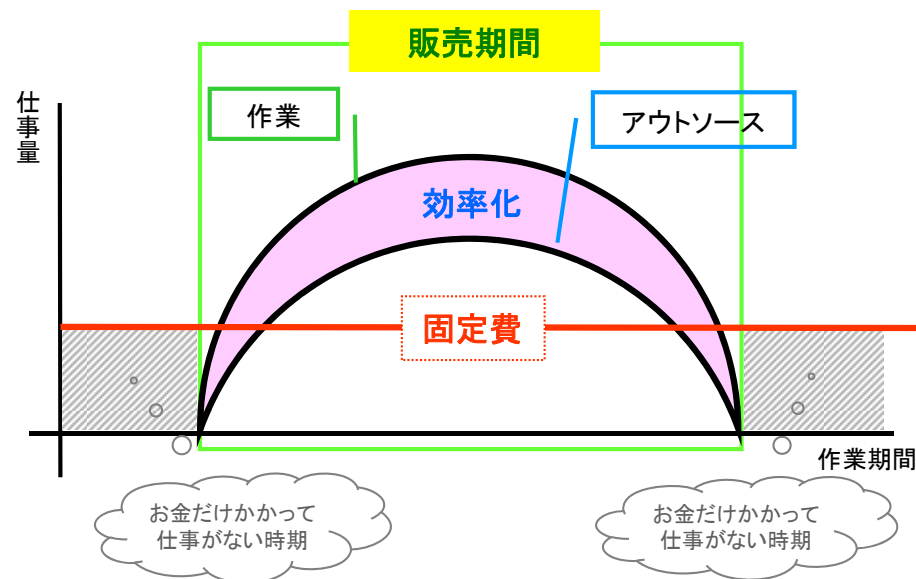 販売期間
仕事量
作業
アウトソース
効率化
固定費
作業期間
お金だけかかって
仕事がない時期
お金だけかかって
仕事がない時期